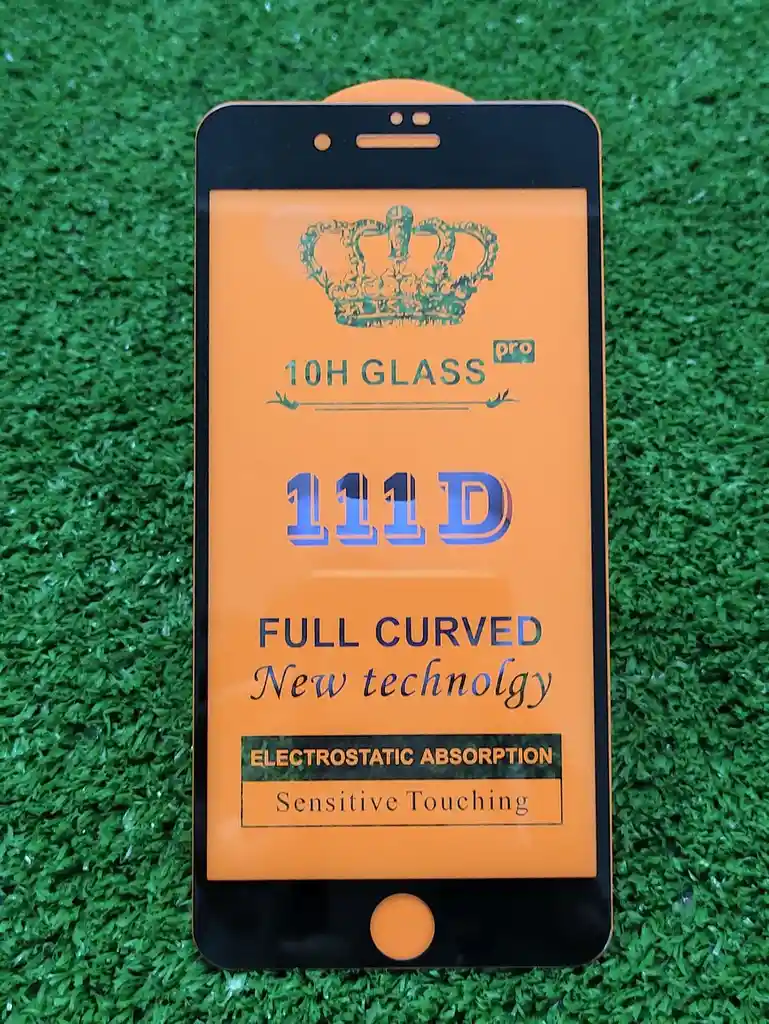 pro
10H GLASS
111D
FULL CURVED
New technolgy
ELECTROSTATIC ABSORPTION
Sensitive Touching